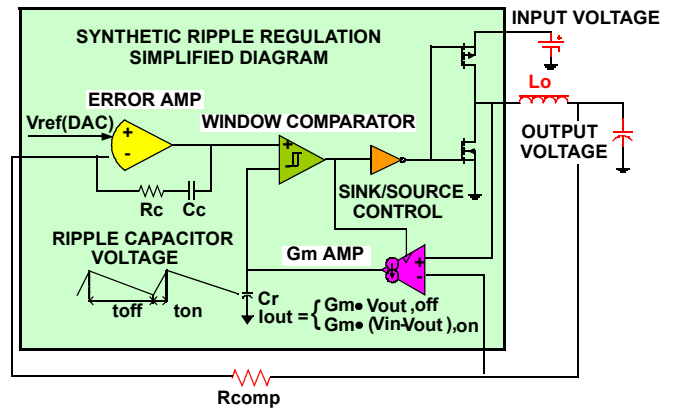 INPUT VOLTAGE
SYNTHETIC RIPPLE REGULATION
SIMPLIFIED DIAGRAM
Lo
ERROR AMP
Vref(DAC)
+
-
WINDOW COMPARATOR
+
OUTPUT
VOLTAGE
Rc
Cc
SINK/SOURCE
CONTROL
RIPPLE CAPACITOR
VOLTAGE
Gm AMP
+
-
toff
ton
Cr
Iout = { Gm• Vout ,off
Gm• (Vin-Vout ),on
Rcomp